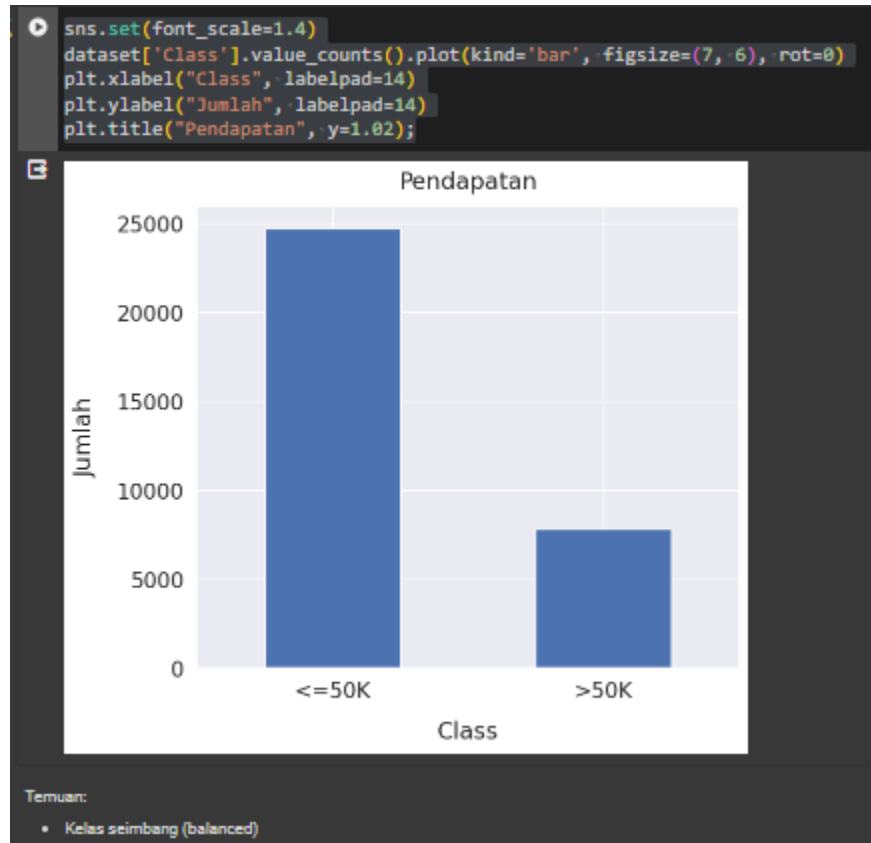 sns.set(font_scale=1.4)
dataset['Class'].value_counts().plot(kind='bar', figsize=(7, 6), rot=0)
plt.xlabel("Class", labelpad=14)
plt.ylabel("Jumlah", labelpad=14)
plt.title("Pendapatan", y=1.02);
Pendapatan
25000
20000
15000
10000
5000
0
Jumlah
<=50K >50K
Class
Temuan:
• Kelas seimbang (balanced)